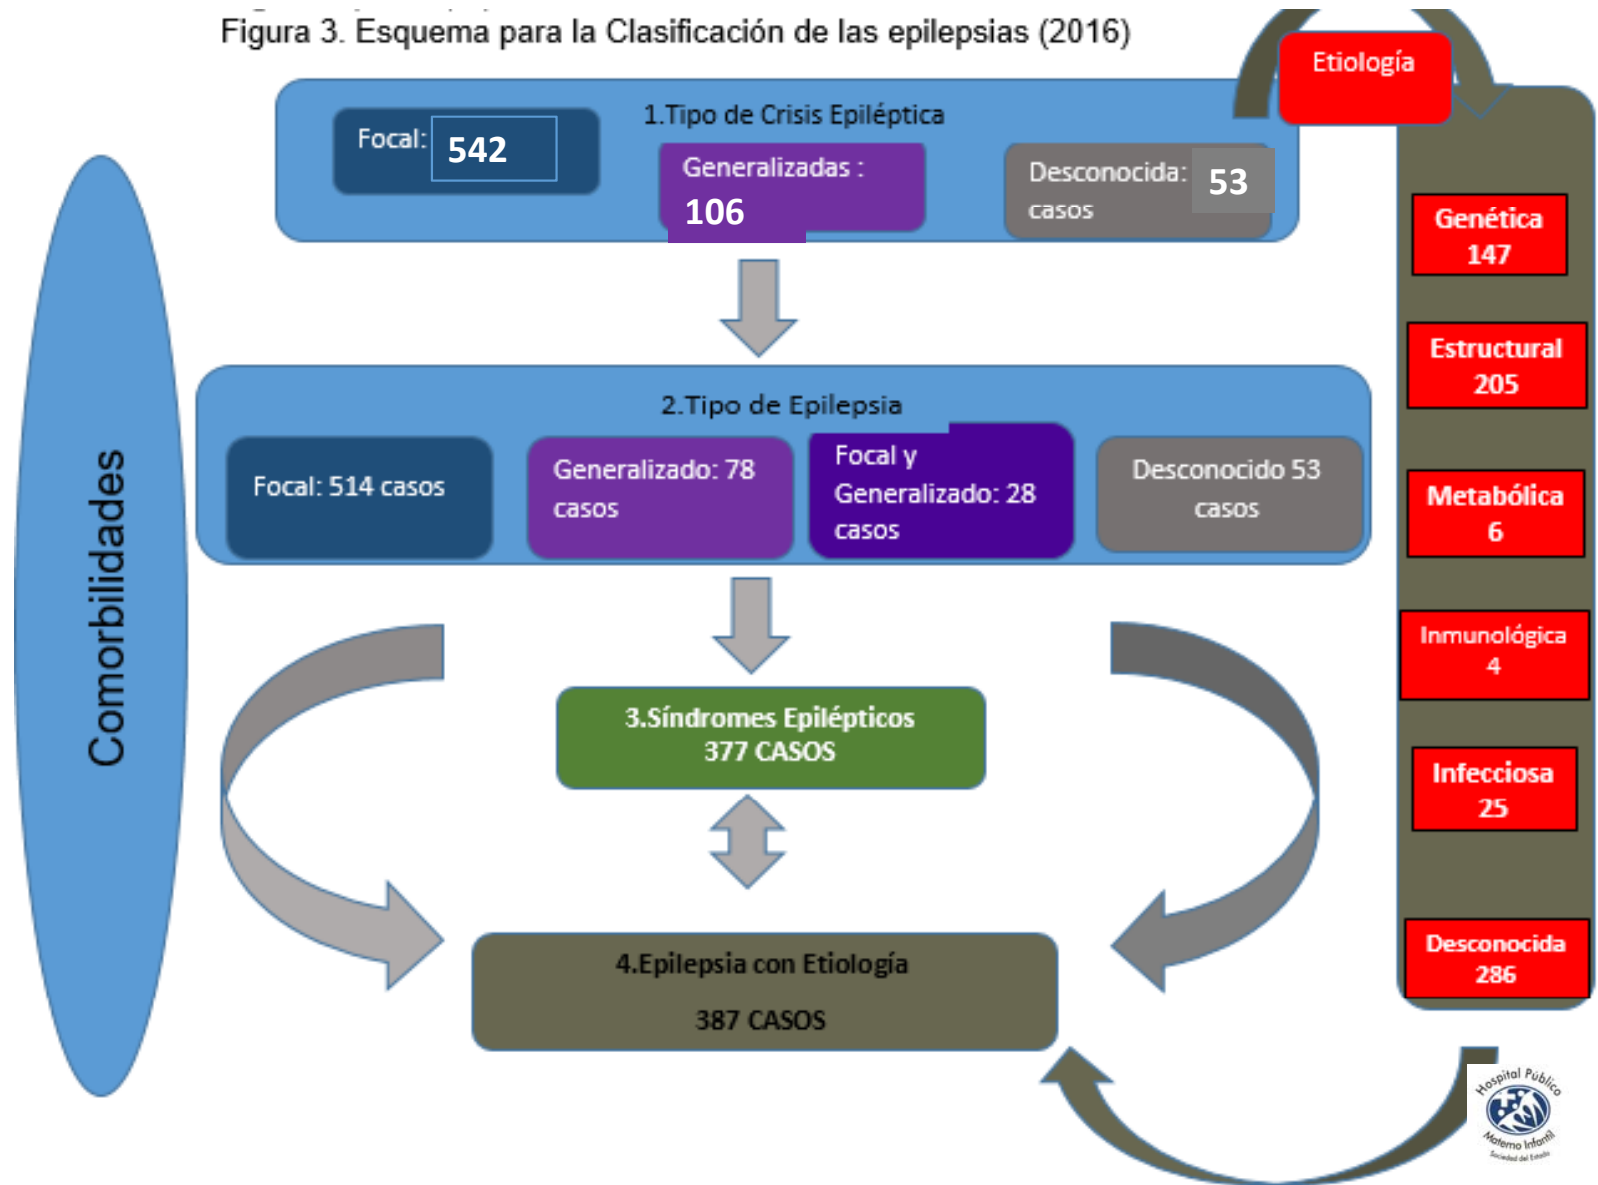 Figura 3. Esquema para la Clasificación de las epilepsias (2016)
Etiología
1.Tipo de Crisis Epiléptica
Focal: 542
Generalizadas :
106
Desconocida: 53
casos
Genética
147
Estructural
205
Metabólica
6
Inmunológica
4
Infecciosa
25
Desconocida
286
2.Tipo de Epilepsia
Focal: 514 casos
Generalizado: 78
casos
Focal y
Generalizado: 28
casos
Desconocido 53
casos
Comorbilidades
3.Síndromes Epilépticos
377 CASOS
4.Epilepsia con Etiología
387 CASOS
Hospital Público
Materno Infantil
Sociedad del Estado